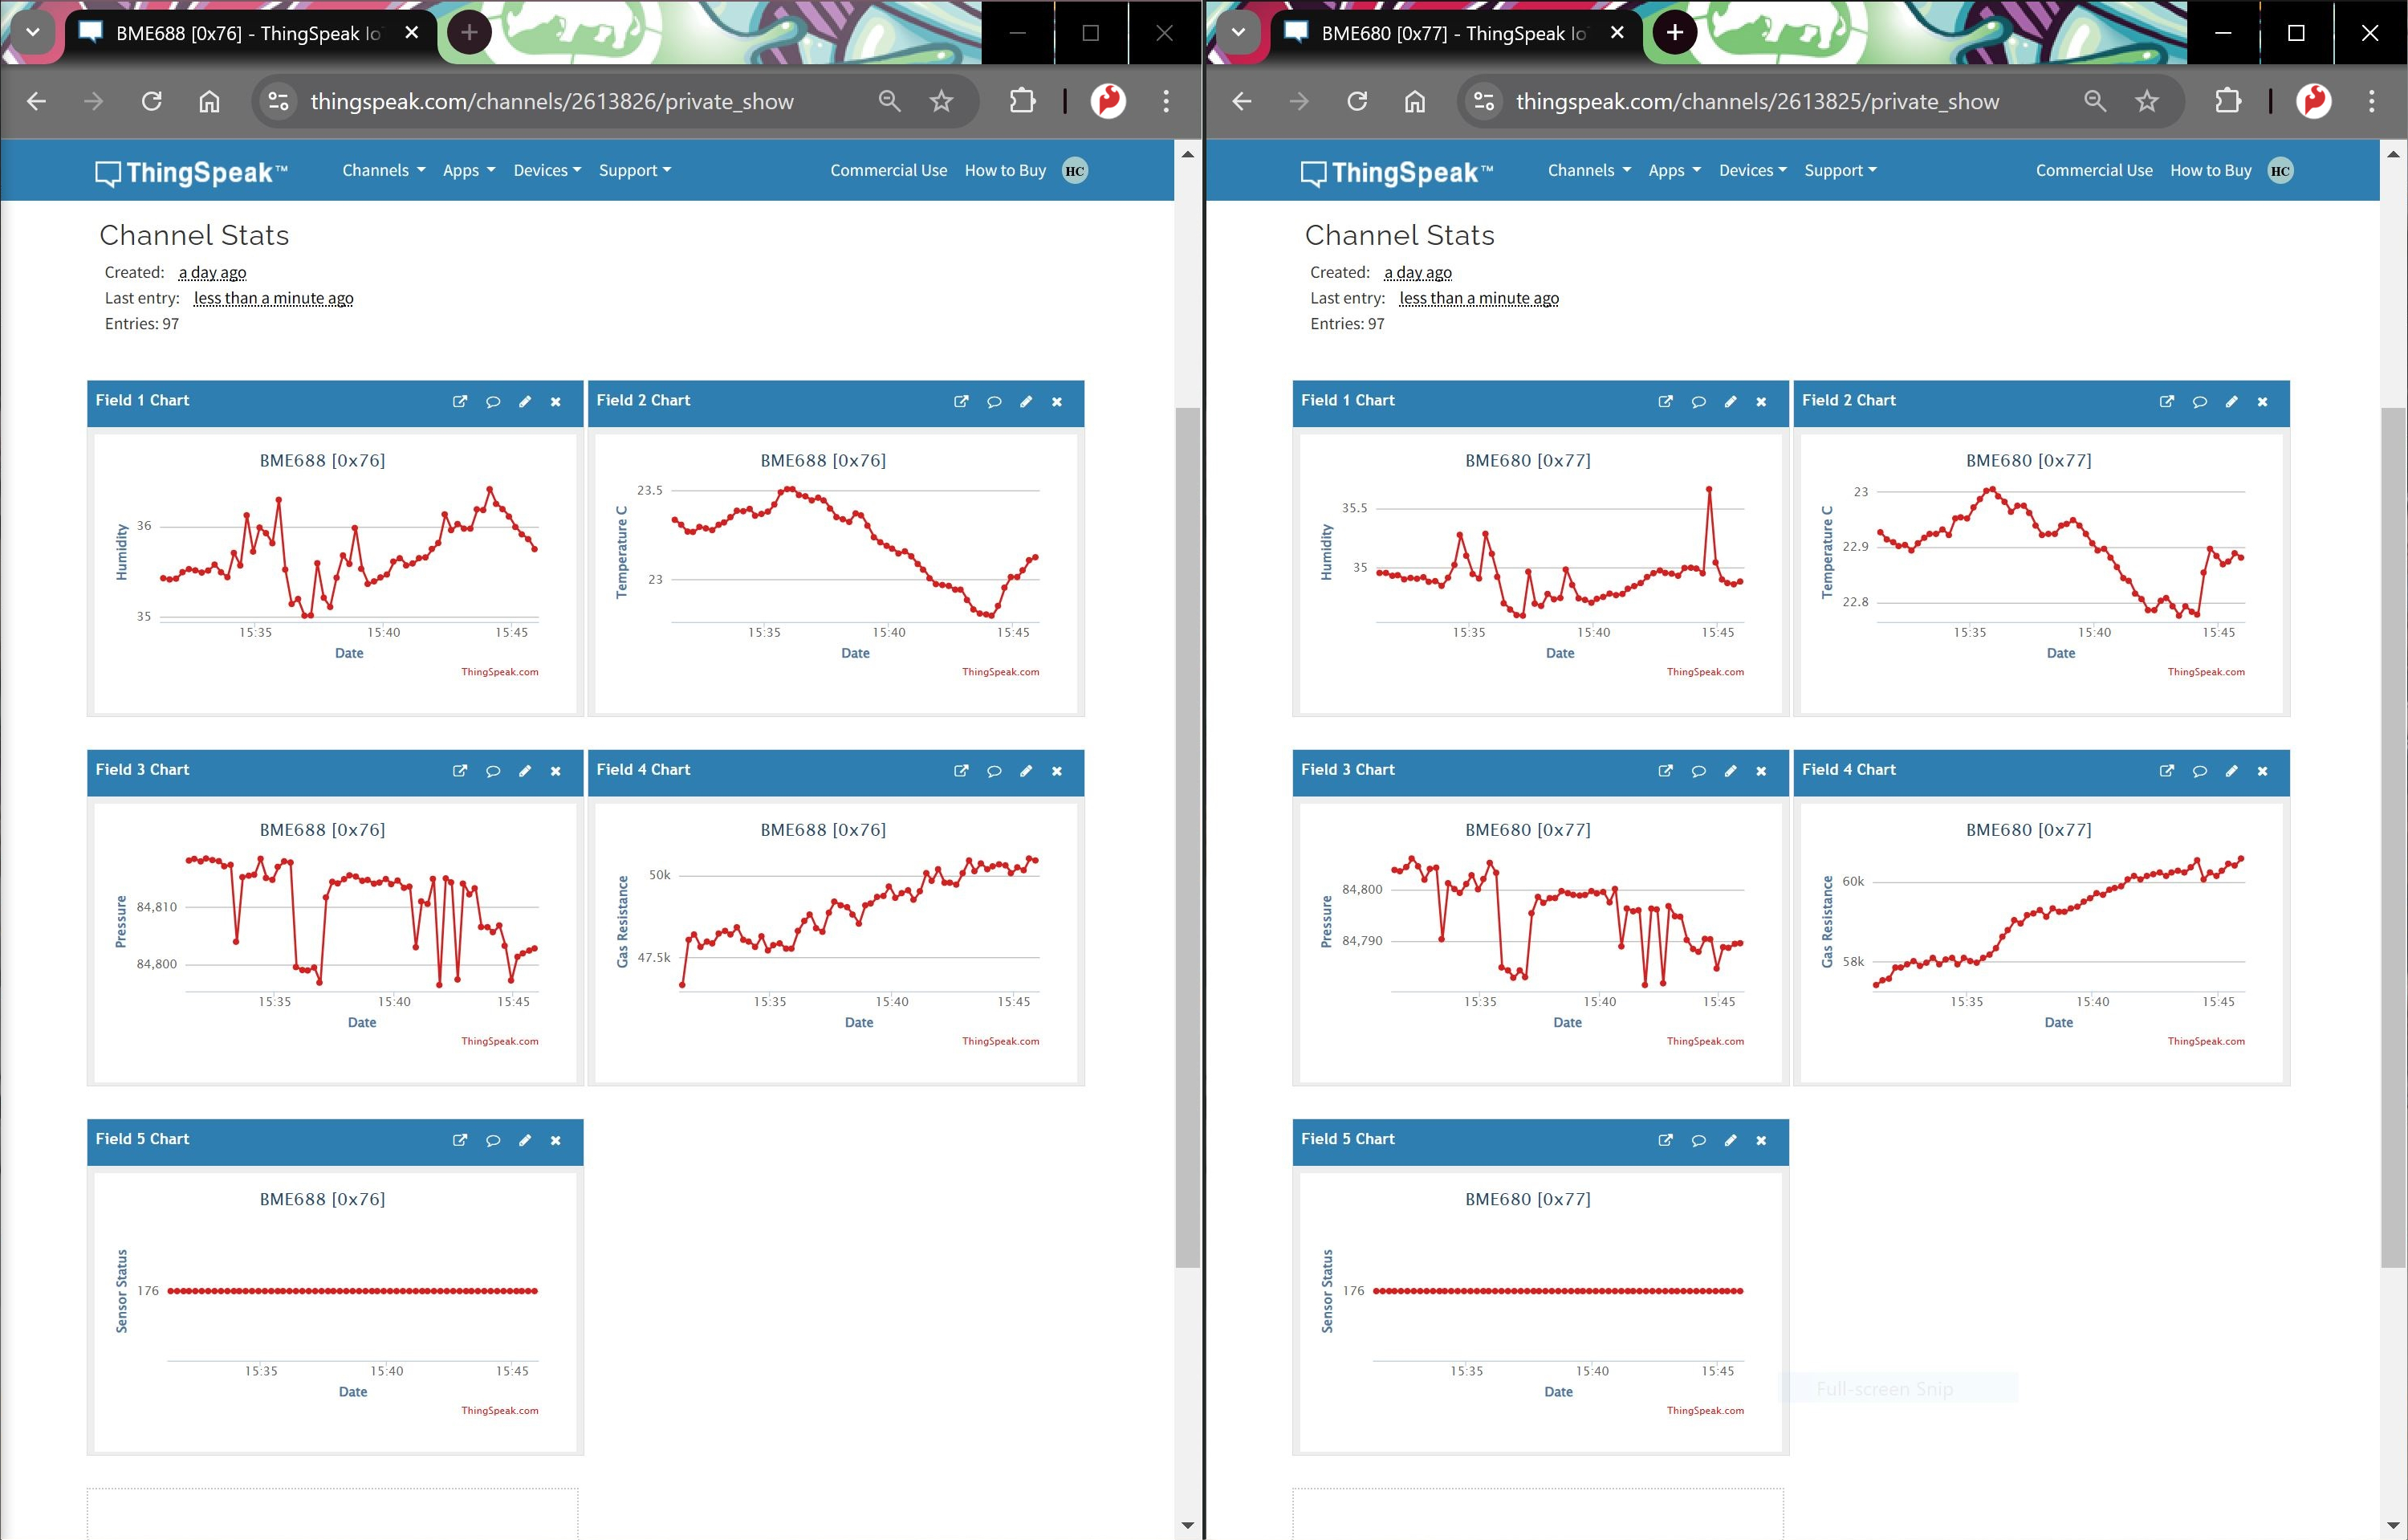 BME688 [0x76] - ThingSpeak Io
thingspeak.com/channels/2613826/private_show
ThingSpeak™ Channels Apps Devices Support Commercial Use How to Buy HC
Channel Stats
Created: a day ago
Last entry: less than a minute ago
Entries: 97
Field 1 Chart
BME688 [0x76]
Humidity
36
35
15:35 15:40 15:45
Date
ThingSpeak.com
Field 2 Chart
BME688 [0x76]
Temperature C
23.5
23
15:35 15:40 15:45
Date
ThingSpeak.com
Field 3 Chart
BME688 [0x76]
Pressure
84,810
84,800
15:35 15:40 15:45
Date
ThingSpeak.com
Field 4 Chart
BME688 [0x76]
Gas Resistance
50k
47.5k
15:35 15:40 15:45
Date
ThingSpeak.com
Field 5 Chart
BME688 [0x76]
Sensor Status
176
15:35 15:40 15:45
Date
ThingSpeak.com
BME680 [0x77] - ThingSpeak Io
thingspeak.com/channels/2613825/private_show
ThingSpeak™ Channels Apps Devices Support Commercial Use How to Buy HC
Channel Stats
Created: a day ago
Last entry: less than a minute ago
Entries: 97
Field 1 Chart
BME680 [0x77]
Humidity
35.5
35
15:35 15:40 15:45
Date
ThingSpeak.com
Field 2 Chart
BME680 [0x77]
Temperature C
23
22.9
22.8
15:35 15:40 15:45
Date
ThingSpeak.com
Field 3 Chart
BME680 [0x77]
Pressure
84,800
84,790
15:35 15:40 15:45
Date
ThingSpeak.com
Field 4 Chart
BME680 [0x77]
Gas Resistance
60k
58k
15:35 15:40 15:45
Date
ThingSpeak.com
Field 5 Chart
BME680 [0x77]
Sensor Status
176
15:35 15:40 15:45
Date
ThingSpeak.com
Full-screen Snip